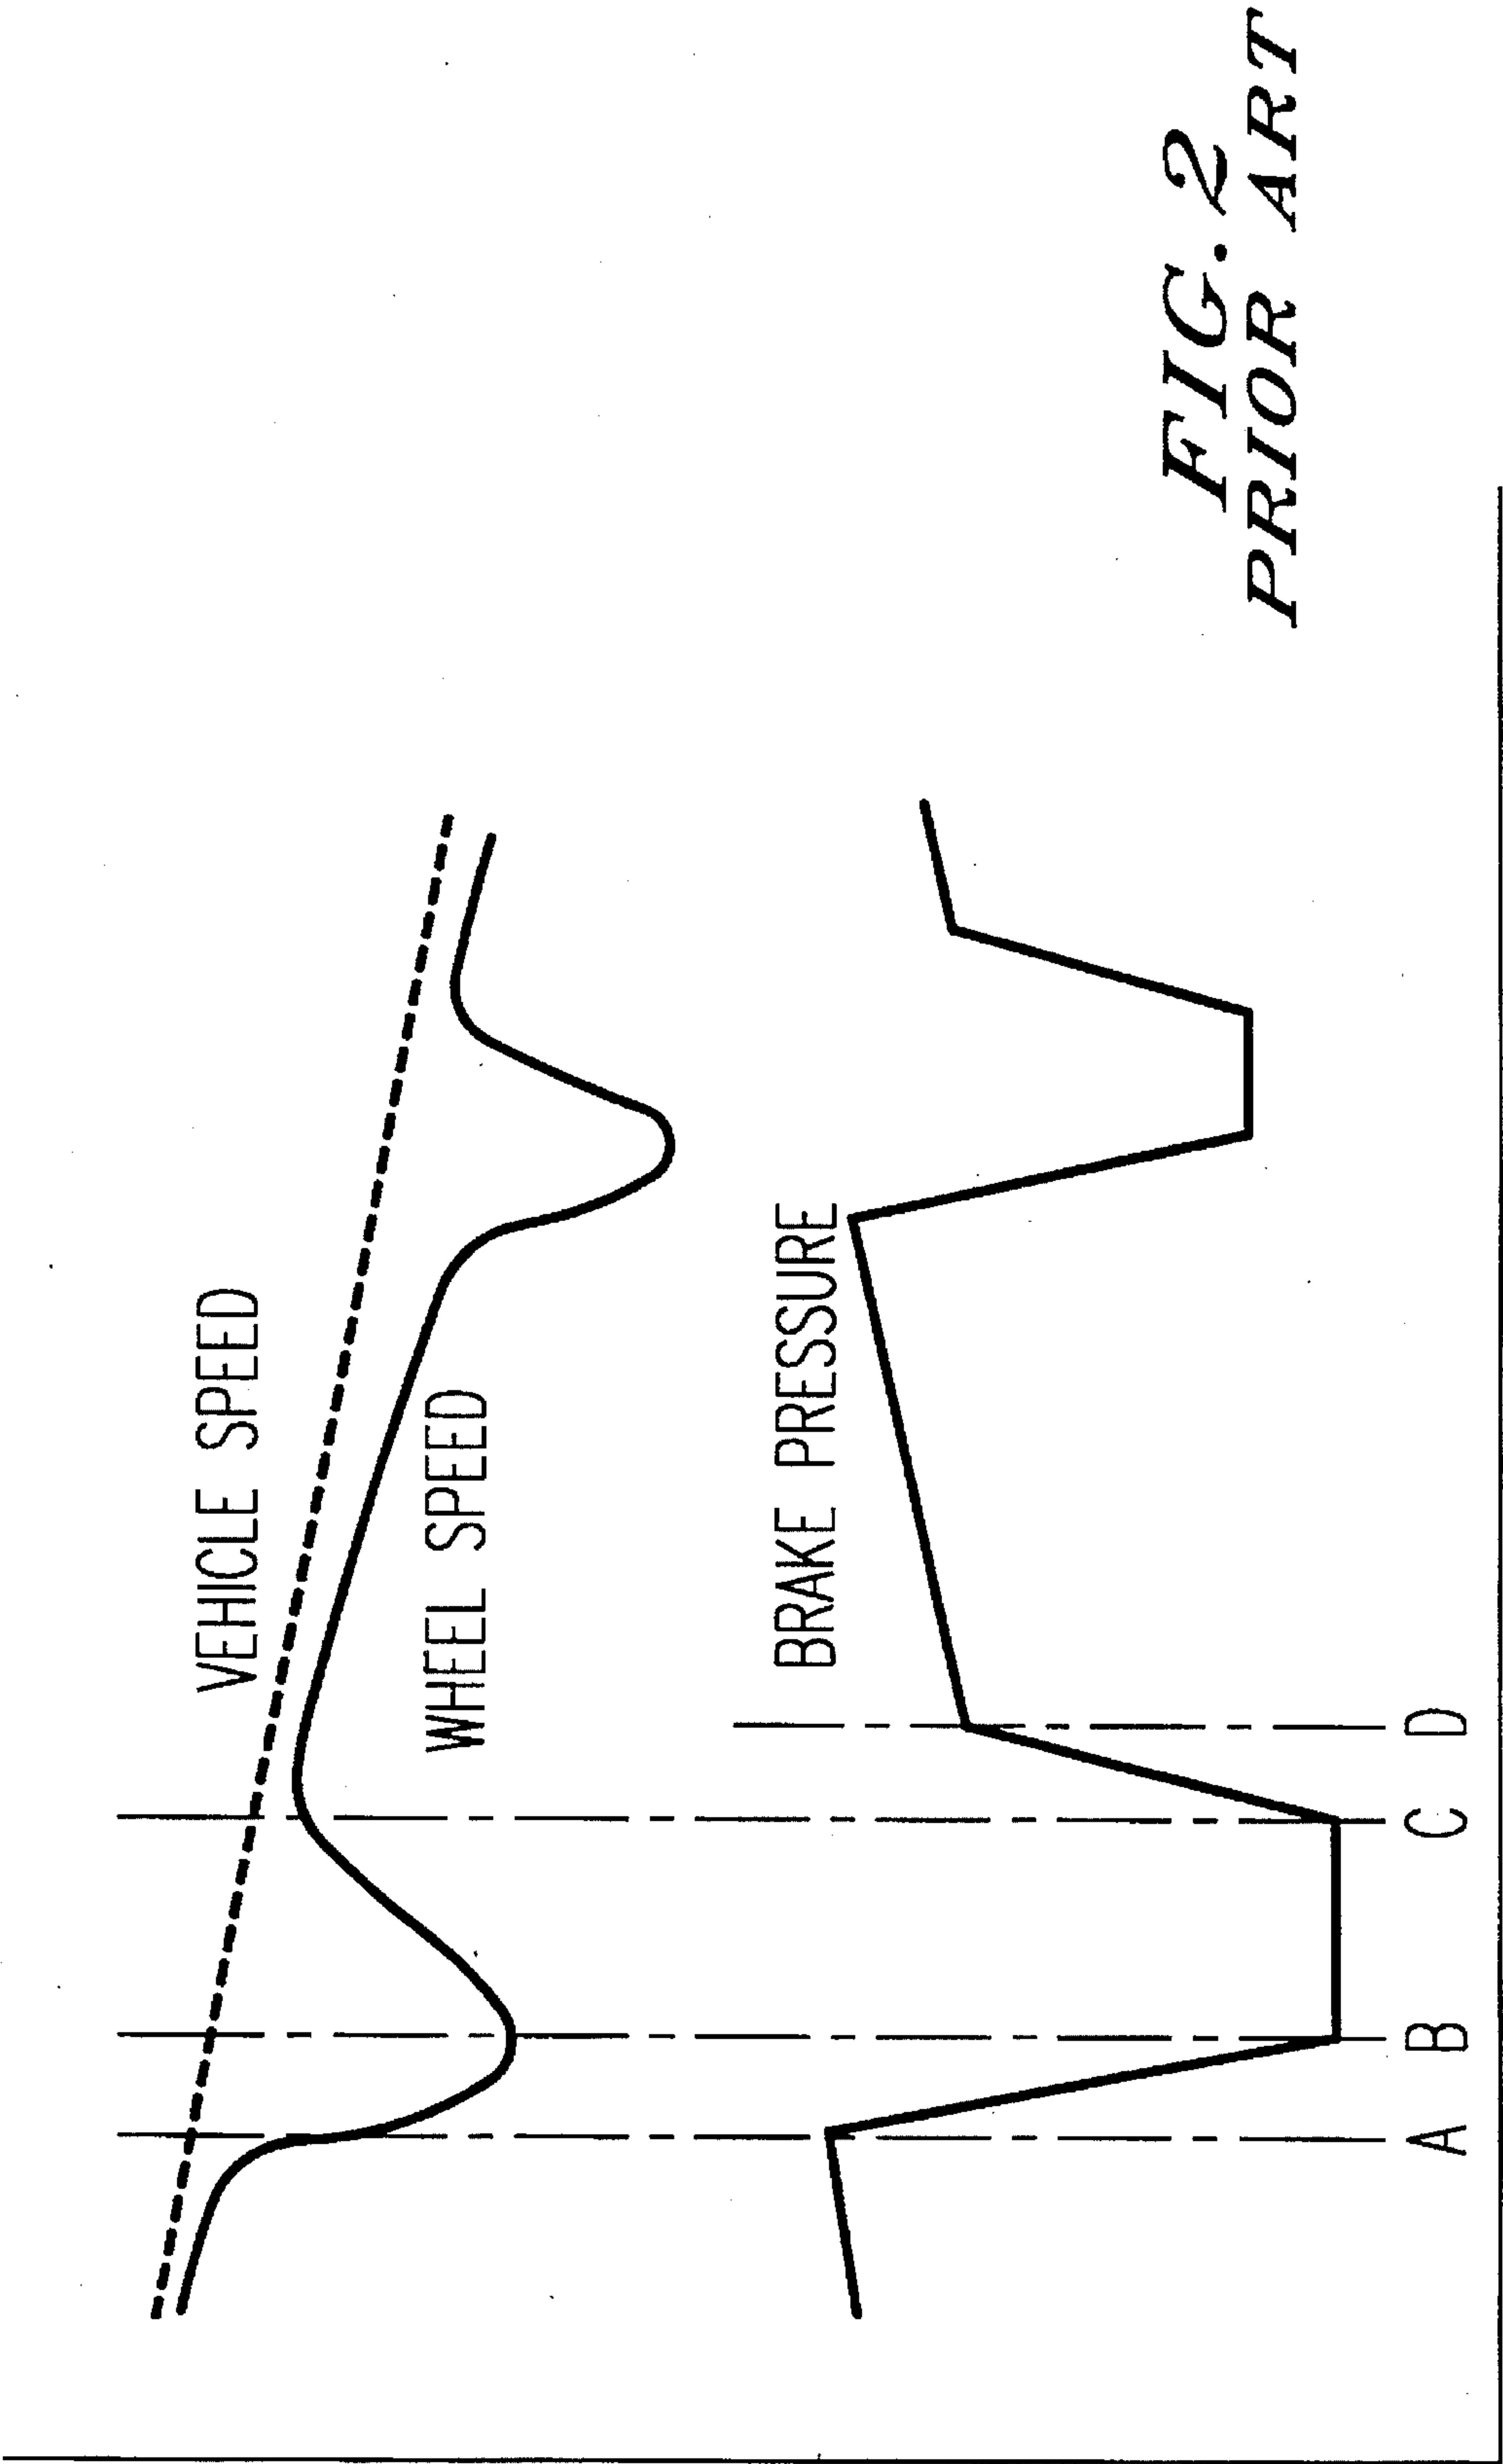 VEHICLE SPEED
WHEEL SPEED
BRAKE PRESSURE
A B C D
FIG. 2
PRIOR ART